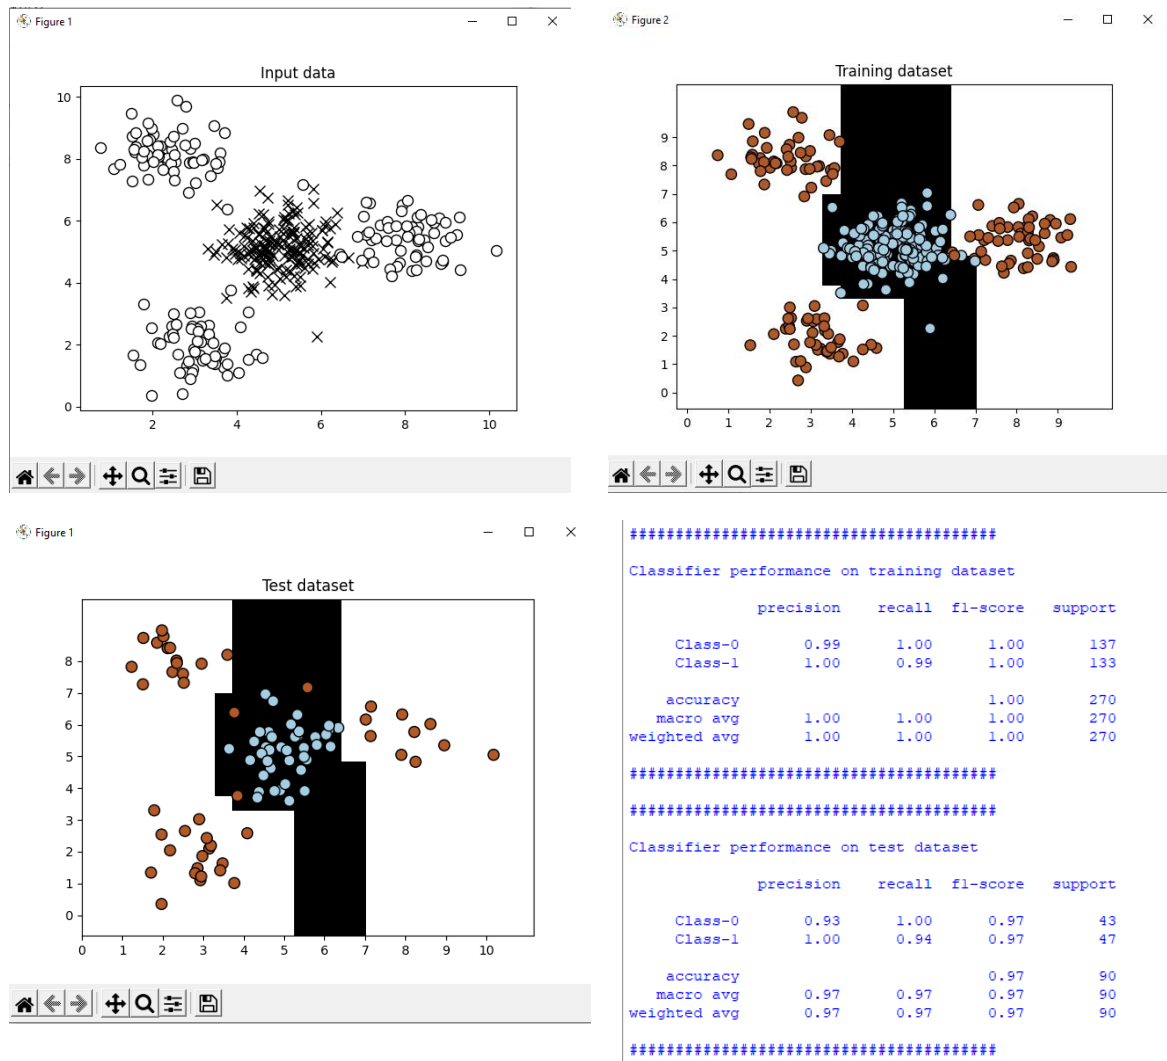 Figure 1
Input data
10
8
6
4
2
0
2 4 6 8 10
Figure 2
Training dataset
9
8
7
6
5
4
3
2
1
0
0 1 2 3 4 5 6 7 8 9
Figure 1
Test dataset
8
7
6
5
4
3
2
1
0
0 1 2 3 4 5 6 7 8 9 10
########################################
Classifier performance on training dataset
precision recall f1-score support
Class-0 0.99 1.00 1.00 137
Class-1 1.00 0.99 1.00 133
accuracy 1.00 270
macro avg 1.00 1.00 1.00 270
weighted avg 1.00 1.00 1.00 270
########################################
########################################
Classifier performance on test dataset
precision recall f1-score support
Class-0 0.93 1.00 0.97 43
Class-1 1.00 0.94 0.97 47
accuracy 0.97 90
macro avg 0.97 0.97 0.97 90
weighted avg 0.97 0.97 0.97 90
########################################